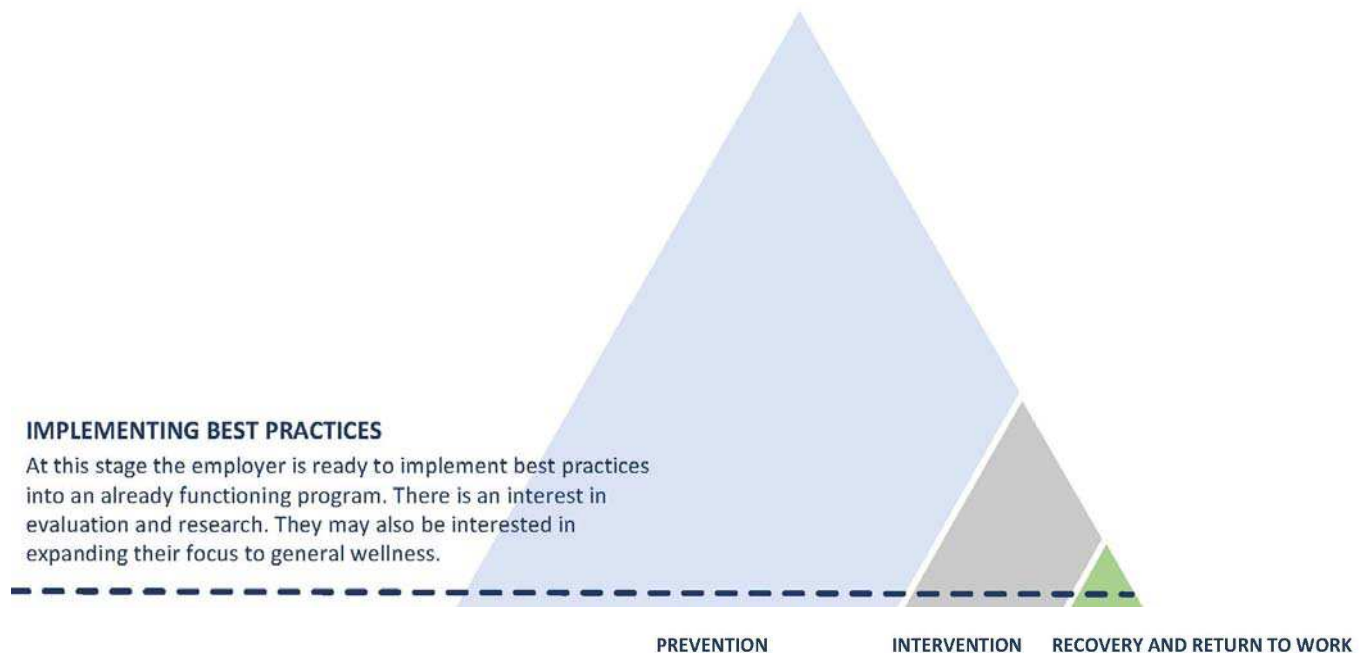 IMPLEMENTING BEST PRACTICES
At this stage the employer is ready to implement best practices
into an already functioning program. There is an interest in
evaluation and research. They may also be interested in
expanding their focus to general wellness.
PREVENTION INTERVENTION RECOVERY AND RETURN TO WORK